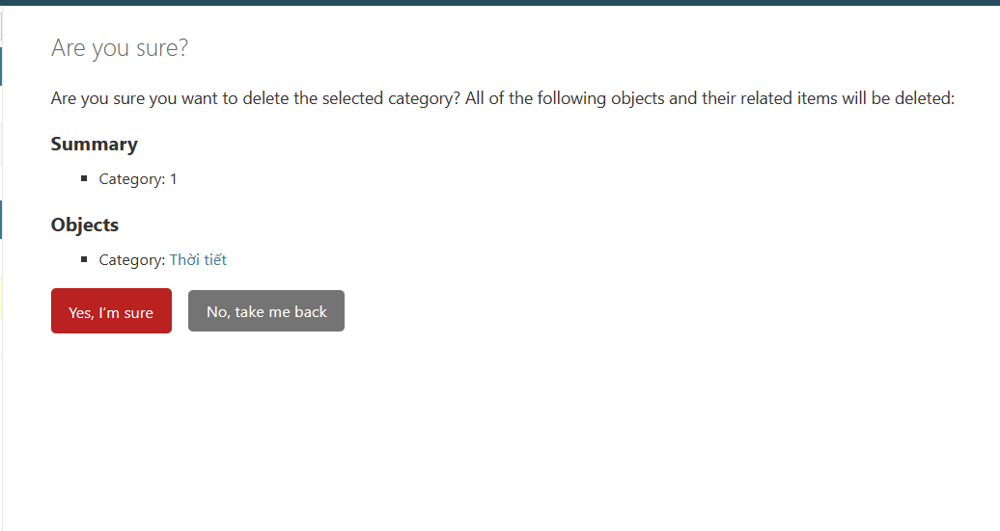 Are you sure?
Are you sure you want to delete the selected category? All of the following objects and their related items will be deleted:
Summary
Category: 1
Objects
Category: Thời tiết
Yes, I’m sure
No, take me back